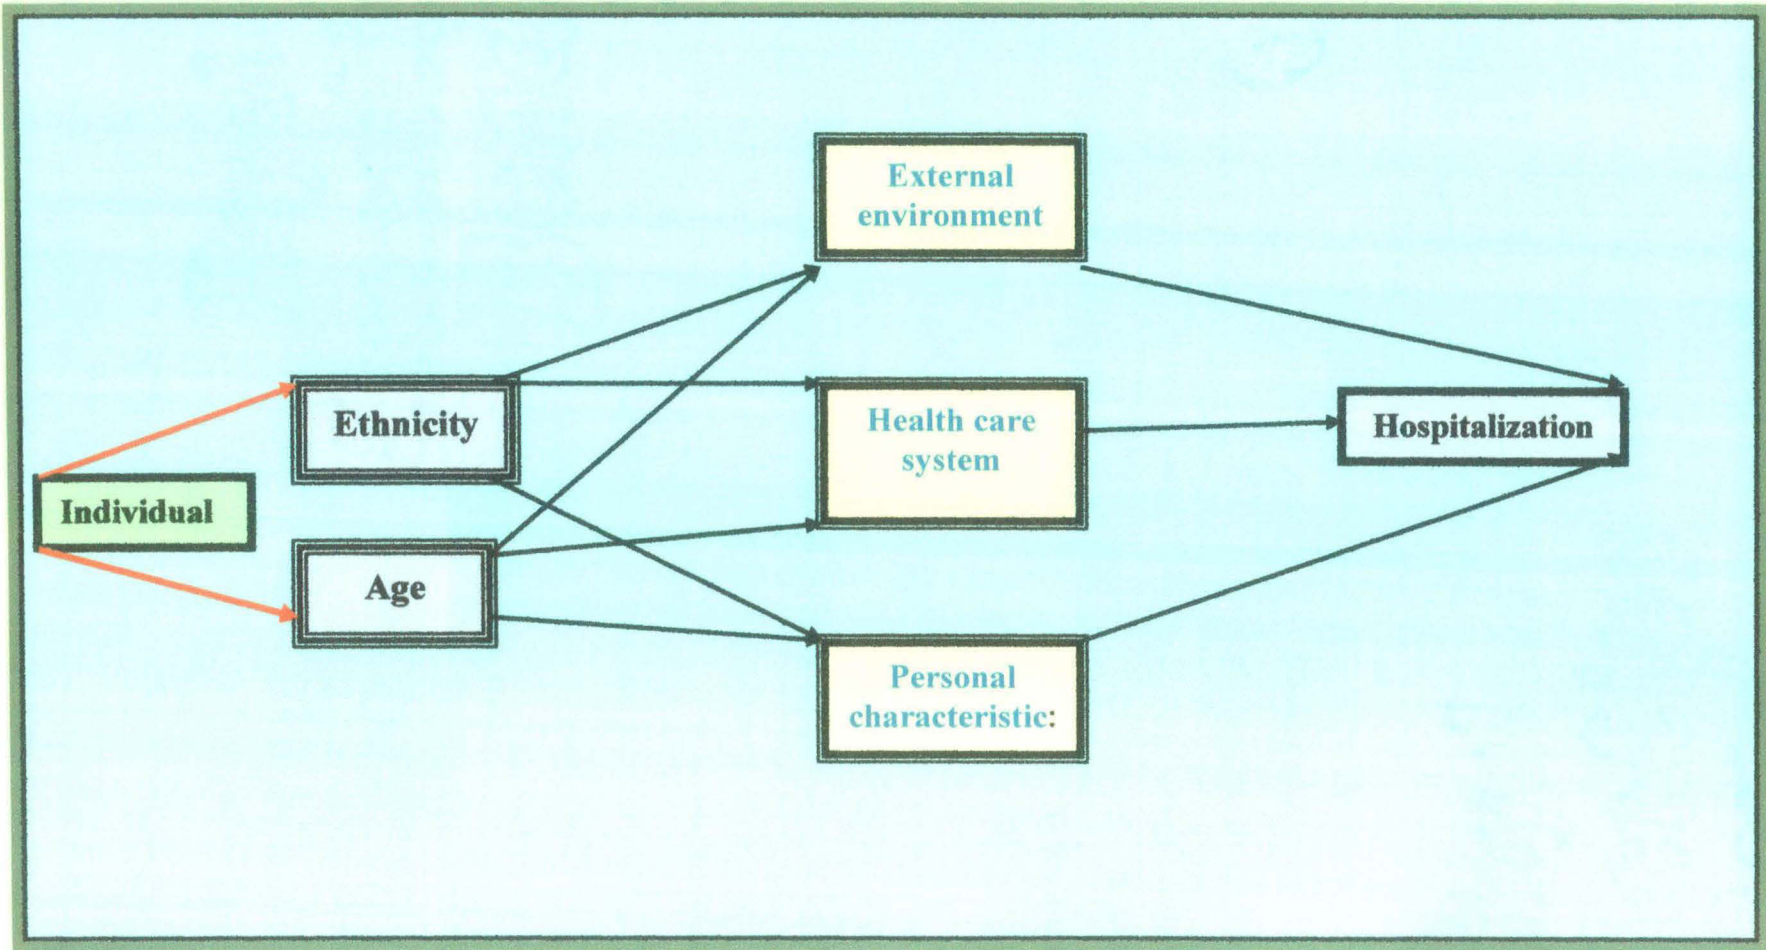 External
environment
Ethnicity
Health care
system
Hospitalization
Individual
Age
Personal
characteristic: